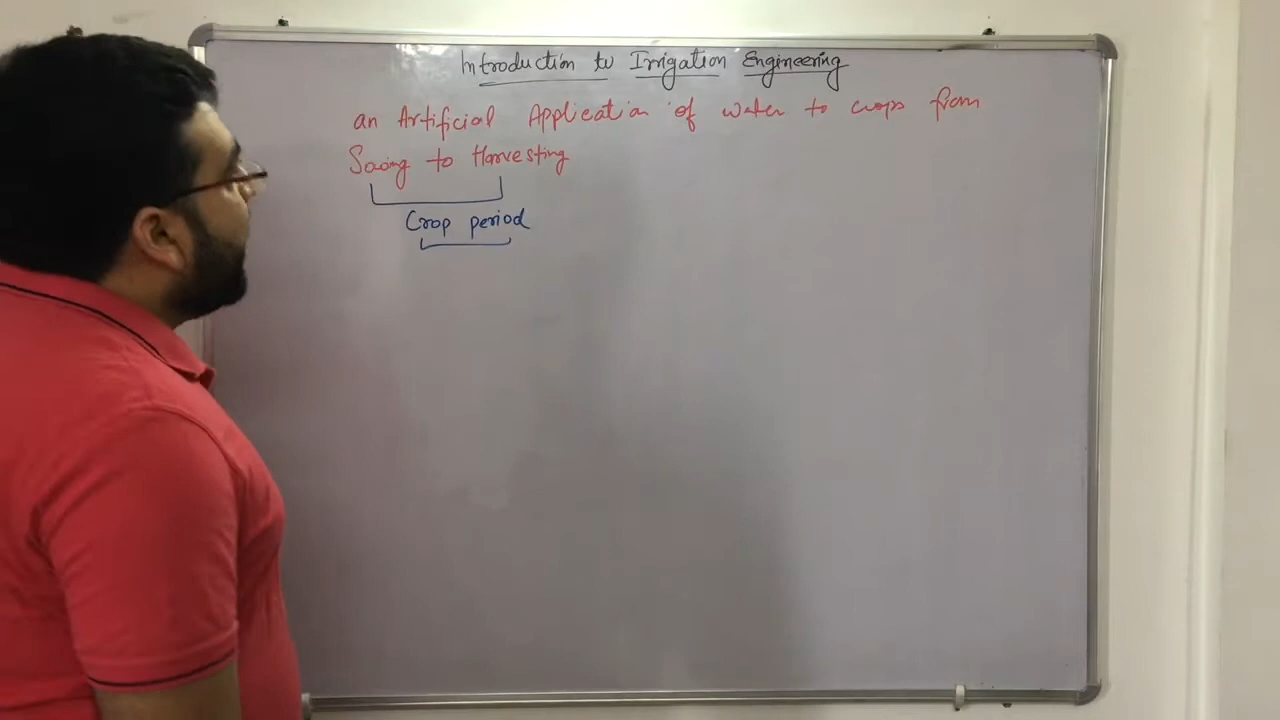 Introduction to Irrigation Engineering
an Artificial Application of water to crops from
Sowing to Harvesting
Crop period